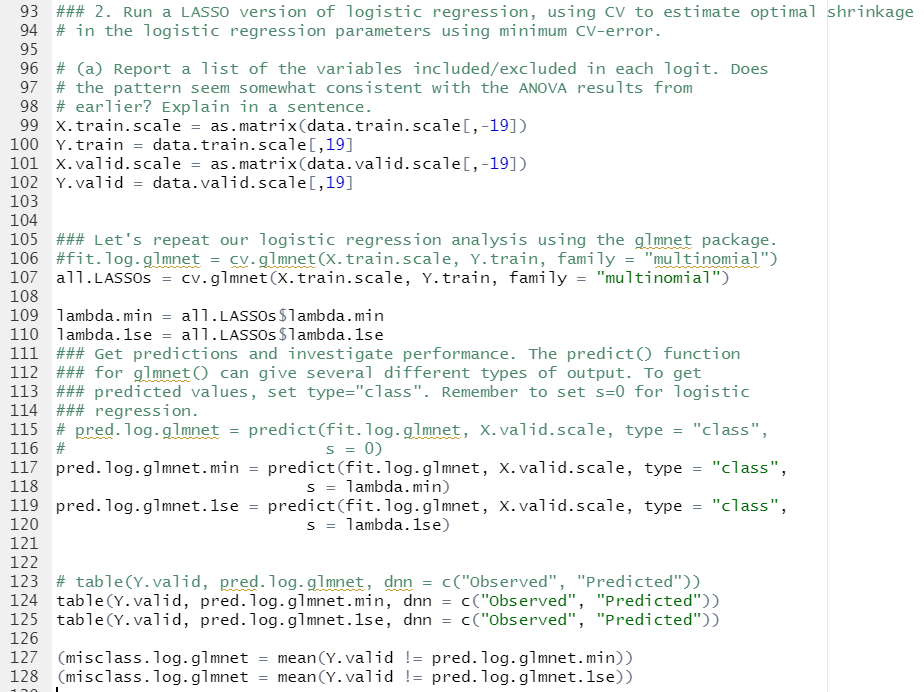 93 ### 2. Run a LASSO version of logistic regression, using CV to estimate optimal shrinkage
94 # in the logistic regression parameters using minimum CV-error.
95
96 # (a) Report a list of the variables included/excluded in each logit. Does
97 # the pattern seem somewhat consistent with the ANOVA results from
98 # earlier? Explain in a sentence.
99 X.train.scale = as.matrix(data.train.scale[,-19])
100 Y.train = data.train.scale[,19]
101 X.valid.scale = as.matrix(data.valid.scale[,-19])
102 Y.valid = data.valid.scale[,19]
103
104
105 ### Let's repeat our logistic regression analysis using the glmnet package.
106 #fit.log.glmnet = cv.glmnet(X.train.scale, Y.train, family = "multinomial")
107 all.LASSOs = cv.glmnet(X.train.scale, Y.train, family = "multinomial")
108
109 lambda.min = all.LASSOs$lambda.min
110 lambda.1se = all.LASSOs$lambda.1se
111 ### Get predictions and investigate performance. The predict() function
112 ### for glmnet() can give several different types of output. To get
113 ### predicted values, set type="class". Remember to set s=0 for logistic
114 ### regression.
115 # pred.log.glmnet = predict(fit.log.glmnet, X.valid.scale, type = "class",
116 #                           s = 0)
117 pred.log.glmnet.min = predict(fit.log.glmnet, X.valid.scale, type = "class",
118                           s = lambda.min)
119 pred.log.glmnet.1se = predict(fit.log.glmnet, X.valid.scale, type = "class",
120                           s = lambda.1se)
121
122
123 # table(Y.valid, pred.log.glmnet, dnn = c("Observed", "Predicted"))
124 table(Y.valid, pred.log.glmnet.min, dnn = c("Observed", "Predicted"))
125 table(Y.valid, pred.log.glmnet.1se, dnn = c("Observed", "Predicted"))
126
127 (misclass.log.glmnet = mean(Y.valid != pred.log.glmnet.min))
128 (misclass.log.glmnet = mean(Y.valid != pred.log.glmnet.1se))